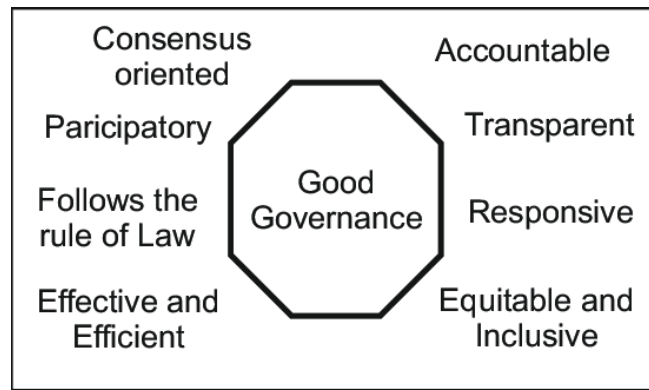 Consensus
oriented
Accountable
Paricipatory
Transparent
Good
Governance
Follows the
rule of Law
Responsive
Effective and
Efficient
Equitable and
Inclusive